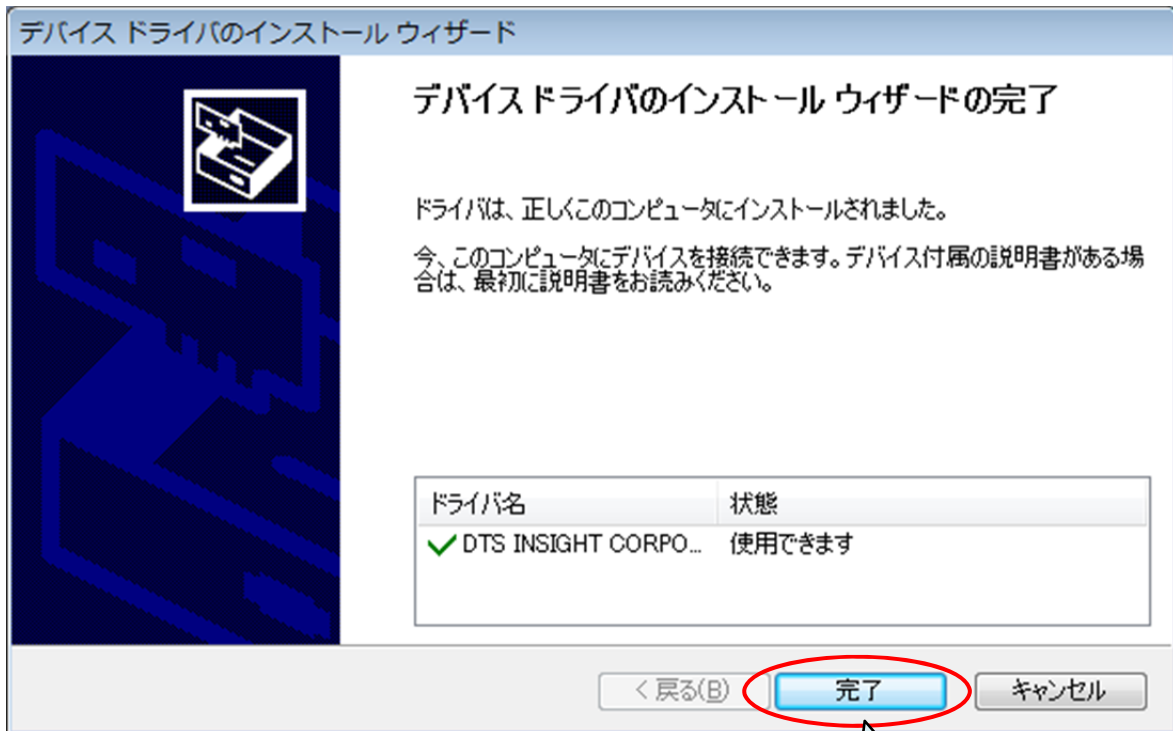 デバイス ドライバのインストール ウィザード
デバイス ドライバのインストール ウィザードの完了
ドライバは、正しくこのコンピュータにインストールされました。
今、このコンピュータにデバイスを接続できます。デバイス付属の説明書がある場
合は、最初に説明書をお読みください。
ドライバ名 状態
DTS INSIGHT CORPO... 使用できます
< 戻る(B) 完了 キャンセル